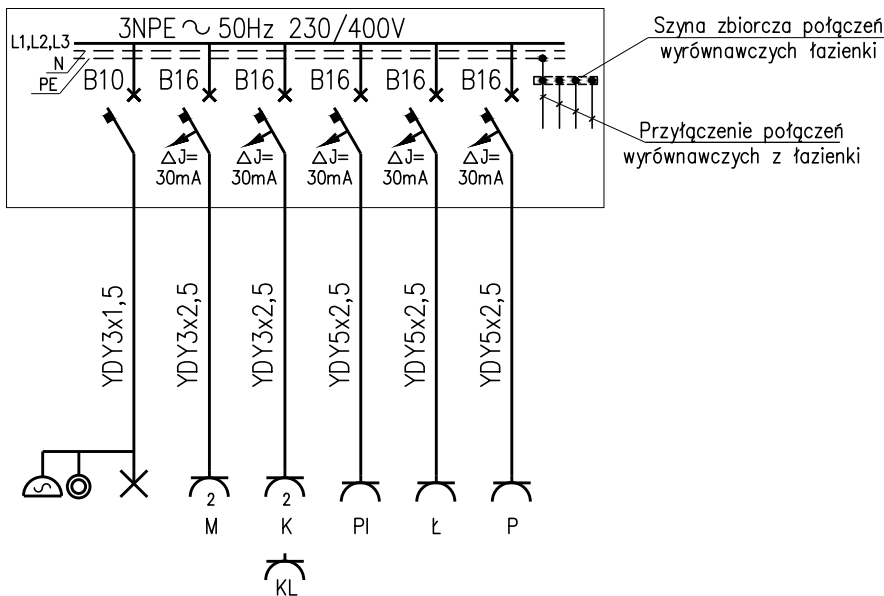 3NPE ~ 50Hz 230/400V
L1,L2,L3
N
PE
B10 B16 B16 B16 B16 B16
ΔJ= ΔJ= ΔJ= ΔJ= ΔJ=
30mA 30mA 30mA 30mA 30mA
Szyna zbiorcza połączeń
wyrównawczych łazienki
Przyłączenie połączeń
wyrównawczych z łazienki
YDY3x1,5
YDY3x2,5
YDY3x2,5
YDY5x2,5
YDY5x2,5
YDY5x2,5
2 2
M K Pl Ł P
KL